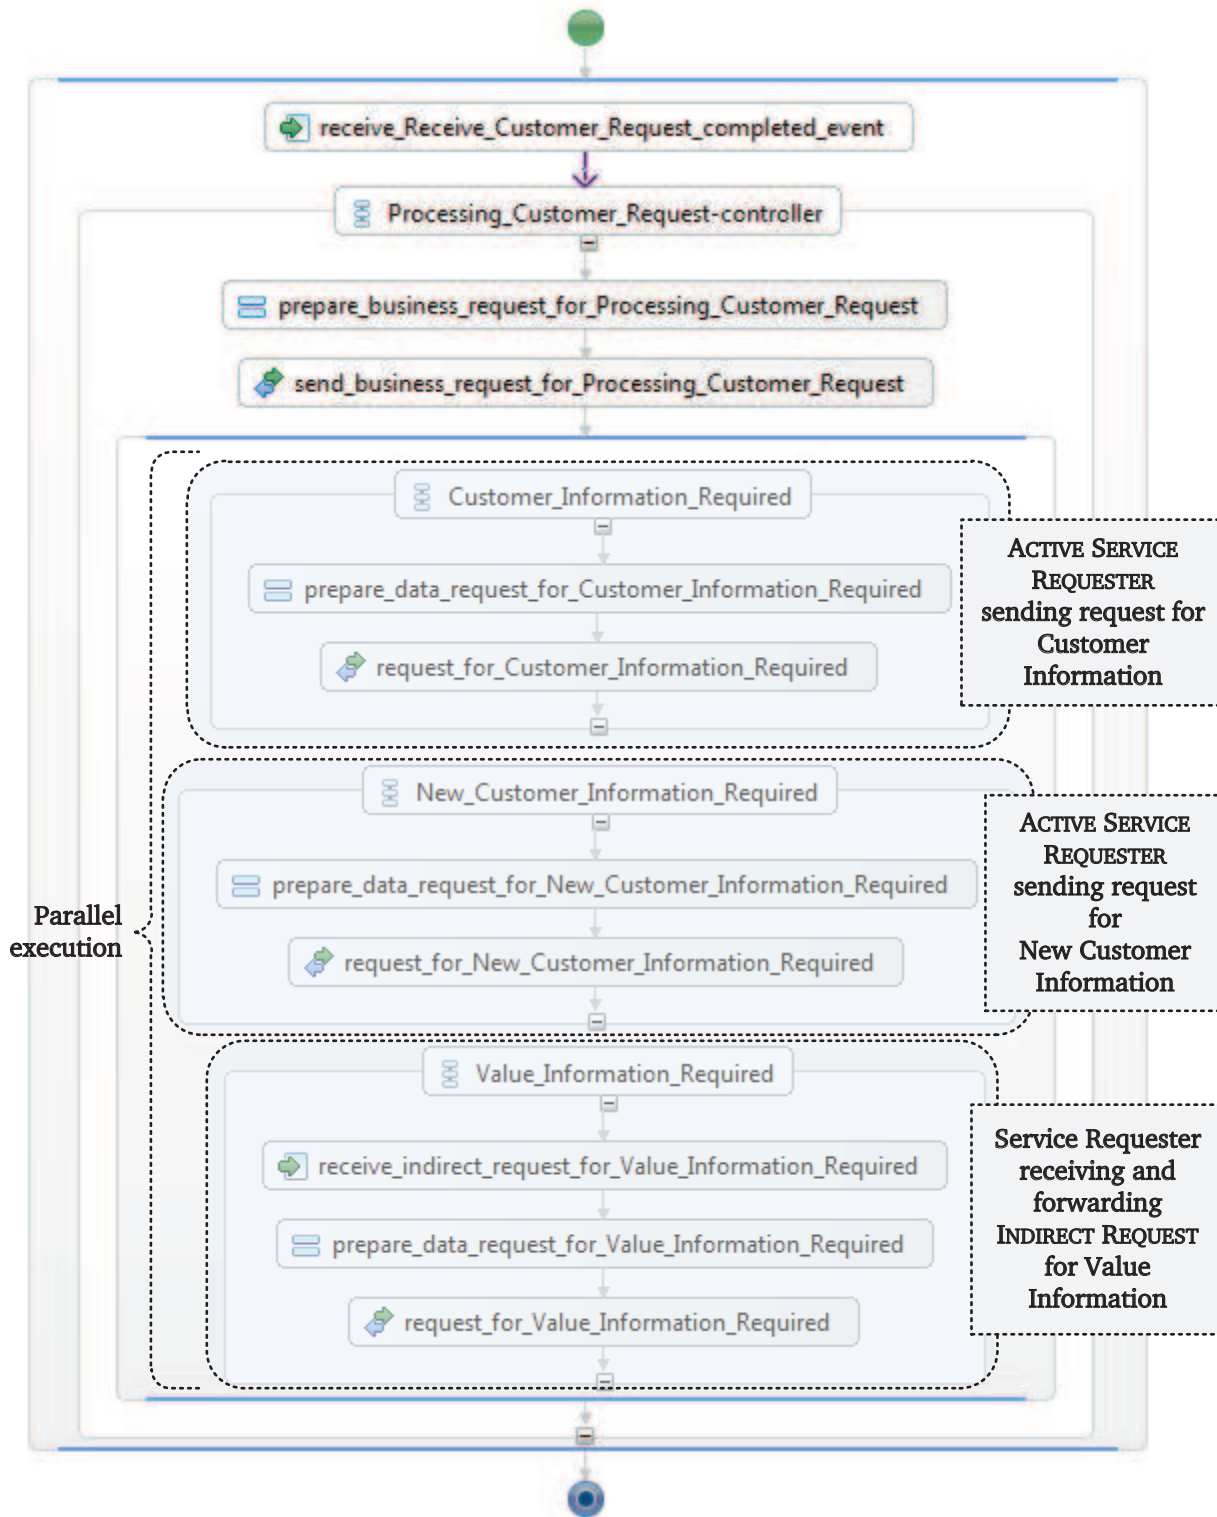 receive_Receive_Customer_Request_completed_event
Processing_Customer_Request-controller
prepare_business_request_for_Processing_Customer_Request
send_business_request_for_Processing_Customer_Request
Customer_Information_Required
prepare_data_request_for_Customer_Information_Required
request_for_Customer_Information_Required
ACTIVE SERVICE
REQUESTER
sending request for
Customer
Information
New_Customer_Information_Required
prepare_data_request_for_New_Customer_Information_Required
request_for_New_Customer_Information_Required
ACTIVE SERVICE
REQUESTER
sending request
for
New Customer
Information
Parallel
execution
Value_Information_Required
receive_indirect_request_for_Value_Information_Required
prepare_data_request_for_Value_Information_Required
request_for_Value_Information_Required
Service Requester
receiving and
forwarding
INDIRECT REQUEST
for Value
Information